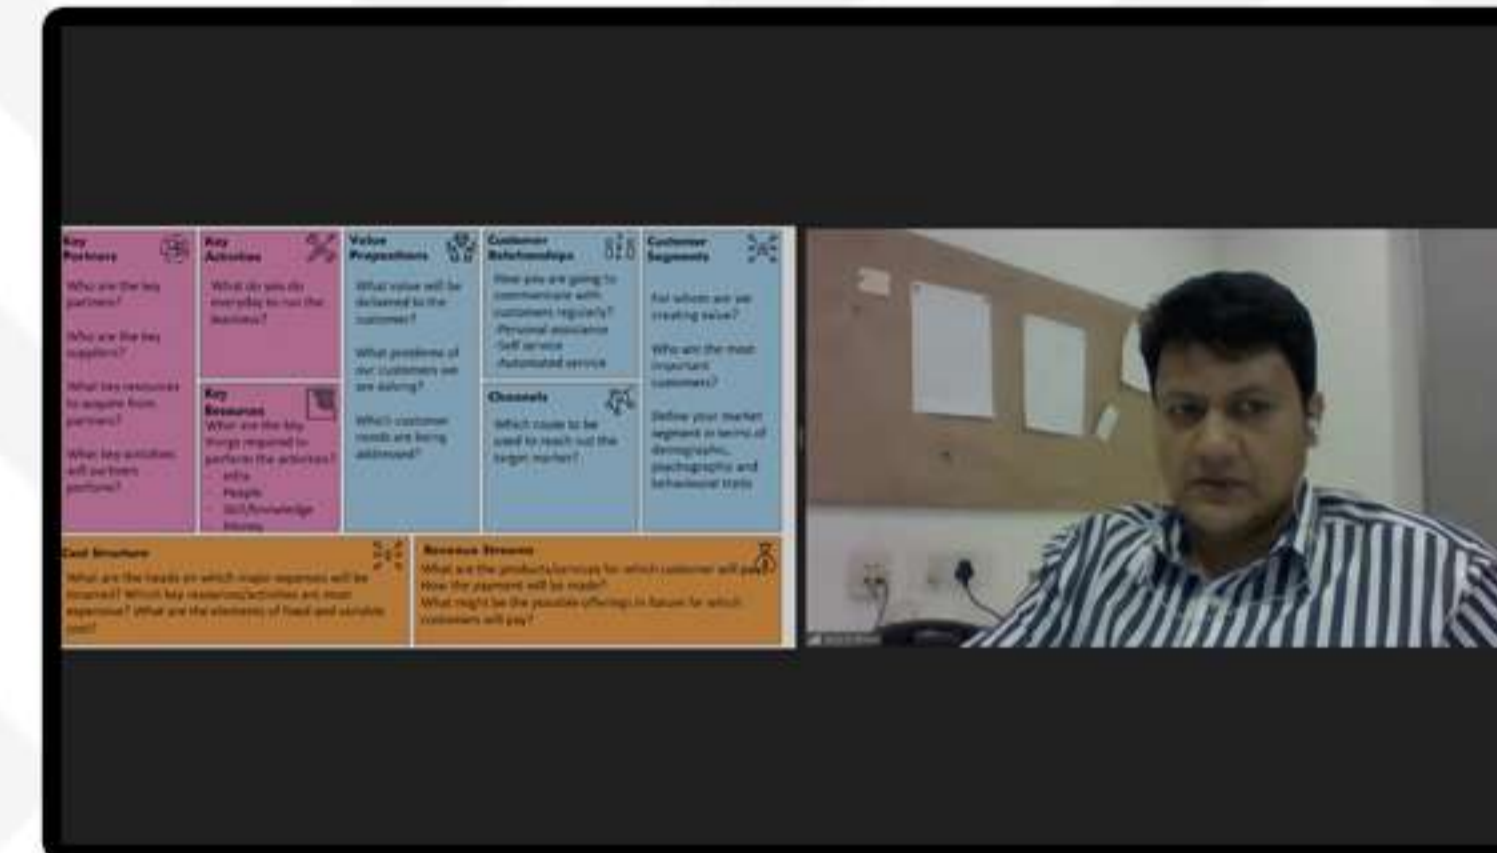 Key
Partners
Who are the key
partners?
Who are the key
suppliers?
What key resources
to acquire from
partners?
What key activities
will partners
perform?
Key
Activities
What do you do
everyday to run the
business?
Key
Resources
What are the key
things required to
perform the activities?
- Infra
- People
- Skill/knowledge
- Money
Value
Propositions
What value will be
delivered to the
customer?
What problems of
our customers we
are solving?
Which customer
needs are being
addressed?
Customer
Relationships
How you are going to
communicate with
customers regularly?
-Personal assistance
-Self service
-Automated service
Channels
Which route to be
used to reach out the
target market?
Customer
Segments
For whom are we
creating value?
Who are the most
important
customers?
Define your market
segment in terms of
demographic,
psychographic and
behavioural traits
Cost Structure
What are the heads on which major expenses will be
incurred? Which key resources/activities are most
expensive? What are the elements of fixed and variable
cost?
Revenue Streams
What are the products/services for which customer will pay?
How the payment will be made?
What might be the possible offerings in future for which
customers will pay?